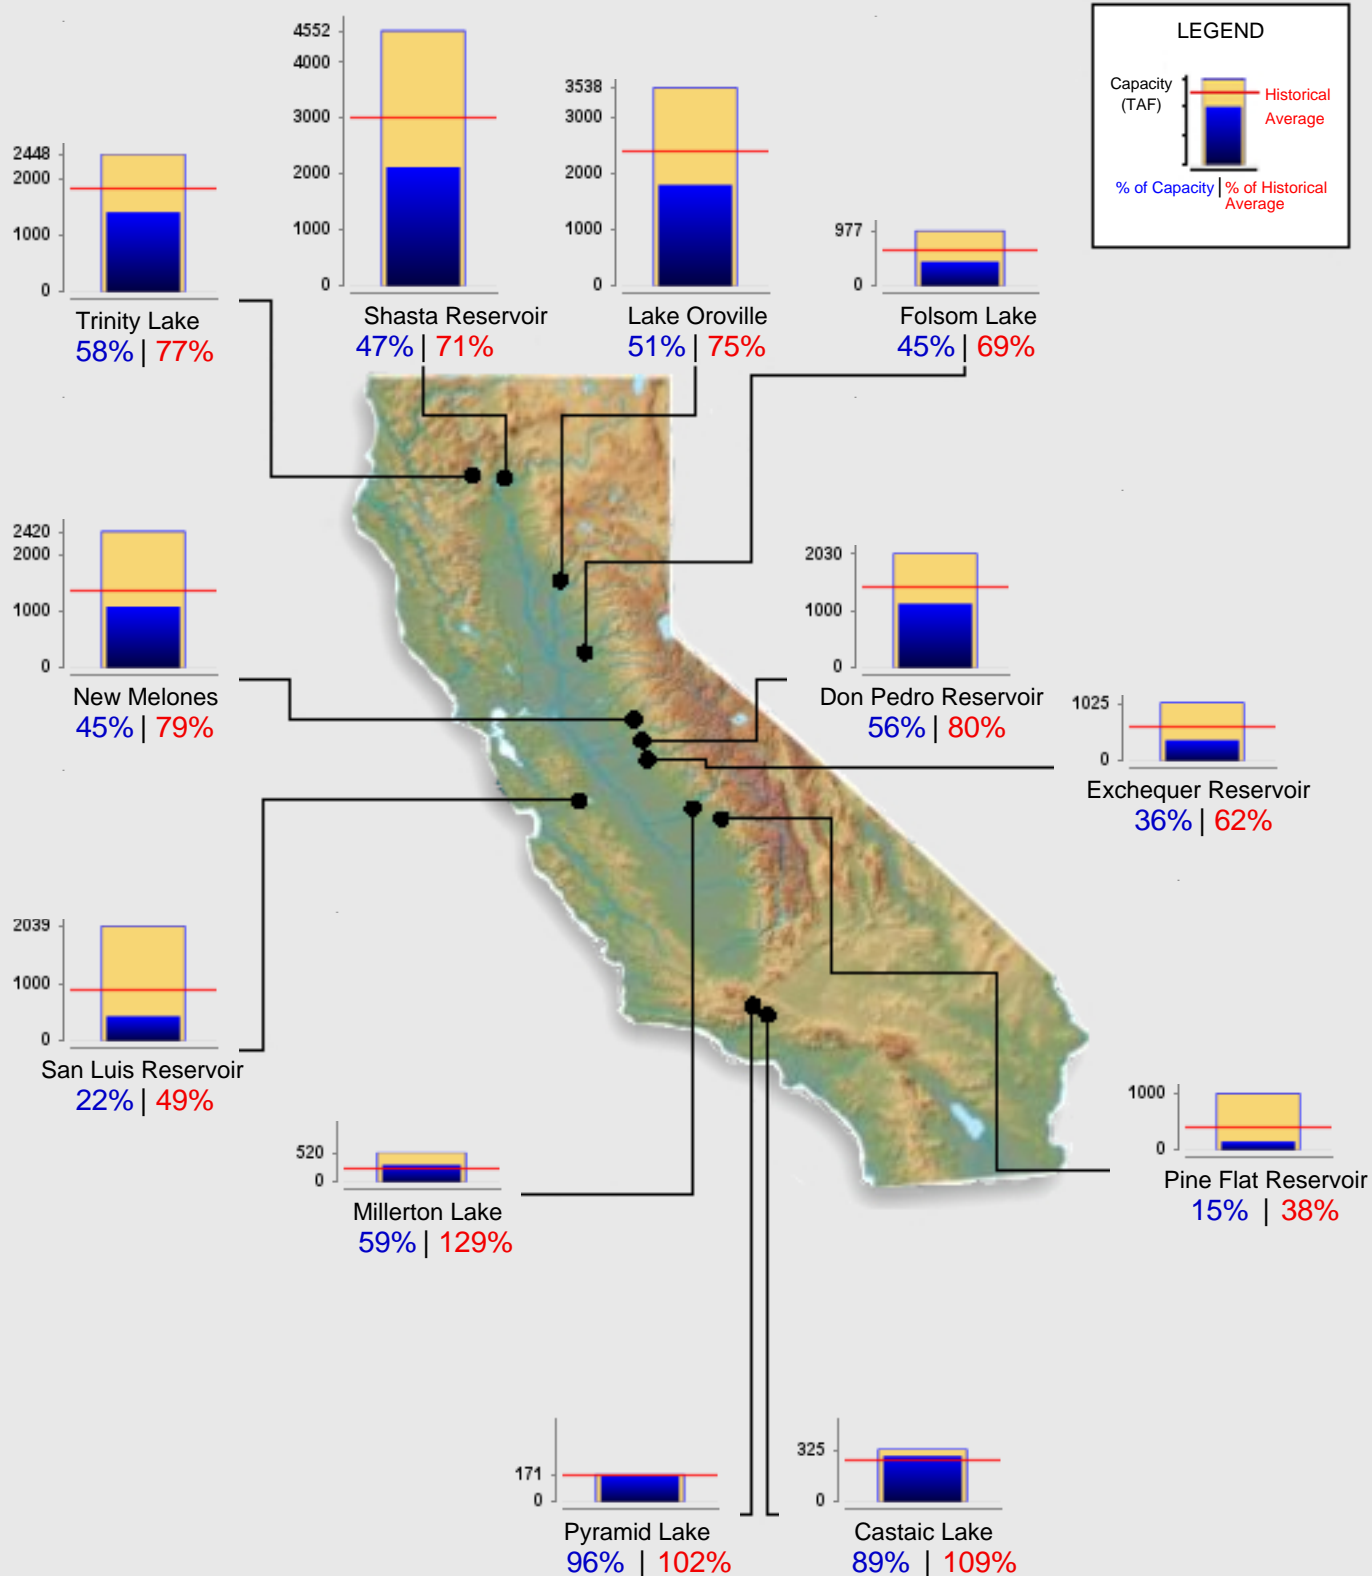 LEGEND
Capacity
(TAF)
Historical
Average
% of Capacity | % of Historical
Average
4552
4000
3000
2000
1000
0
Shasta Reservoir
47% | 71%
3538
3000
2000
1000
0
Lake Oroville
51% | 75%
2448
2000
1000
0
Trinity Lake
58% | 77%
977
0
Folsom Lake
45% | 69%
2420
2000
1000
0
New Melones
45% | 79%
2030
1000
0
Don Pedro Reservoir
56% | 80%
1025
0
Exchequer Reservoir
36% | 62%
2039
1000
0
San Luis Reservoir
22% | 49%
520
0
Millerton Lake
59% | 129%
1000
0
Pine Flat Reservoir
15% | 38%
171
0
Pyramid Lake
96% | 102%
325
0
Castaic Lake
89% | 109%